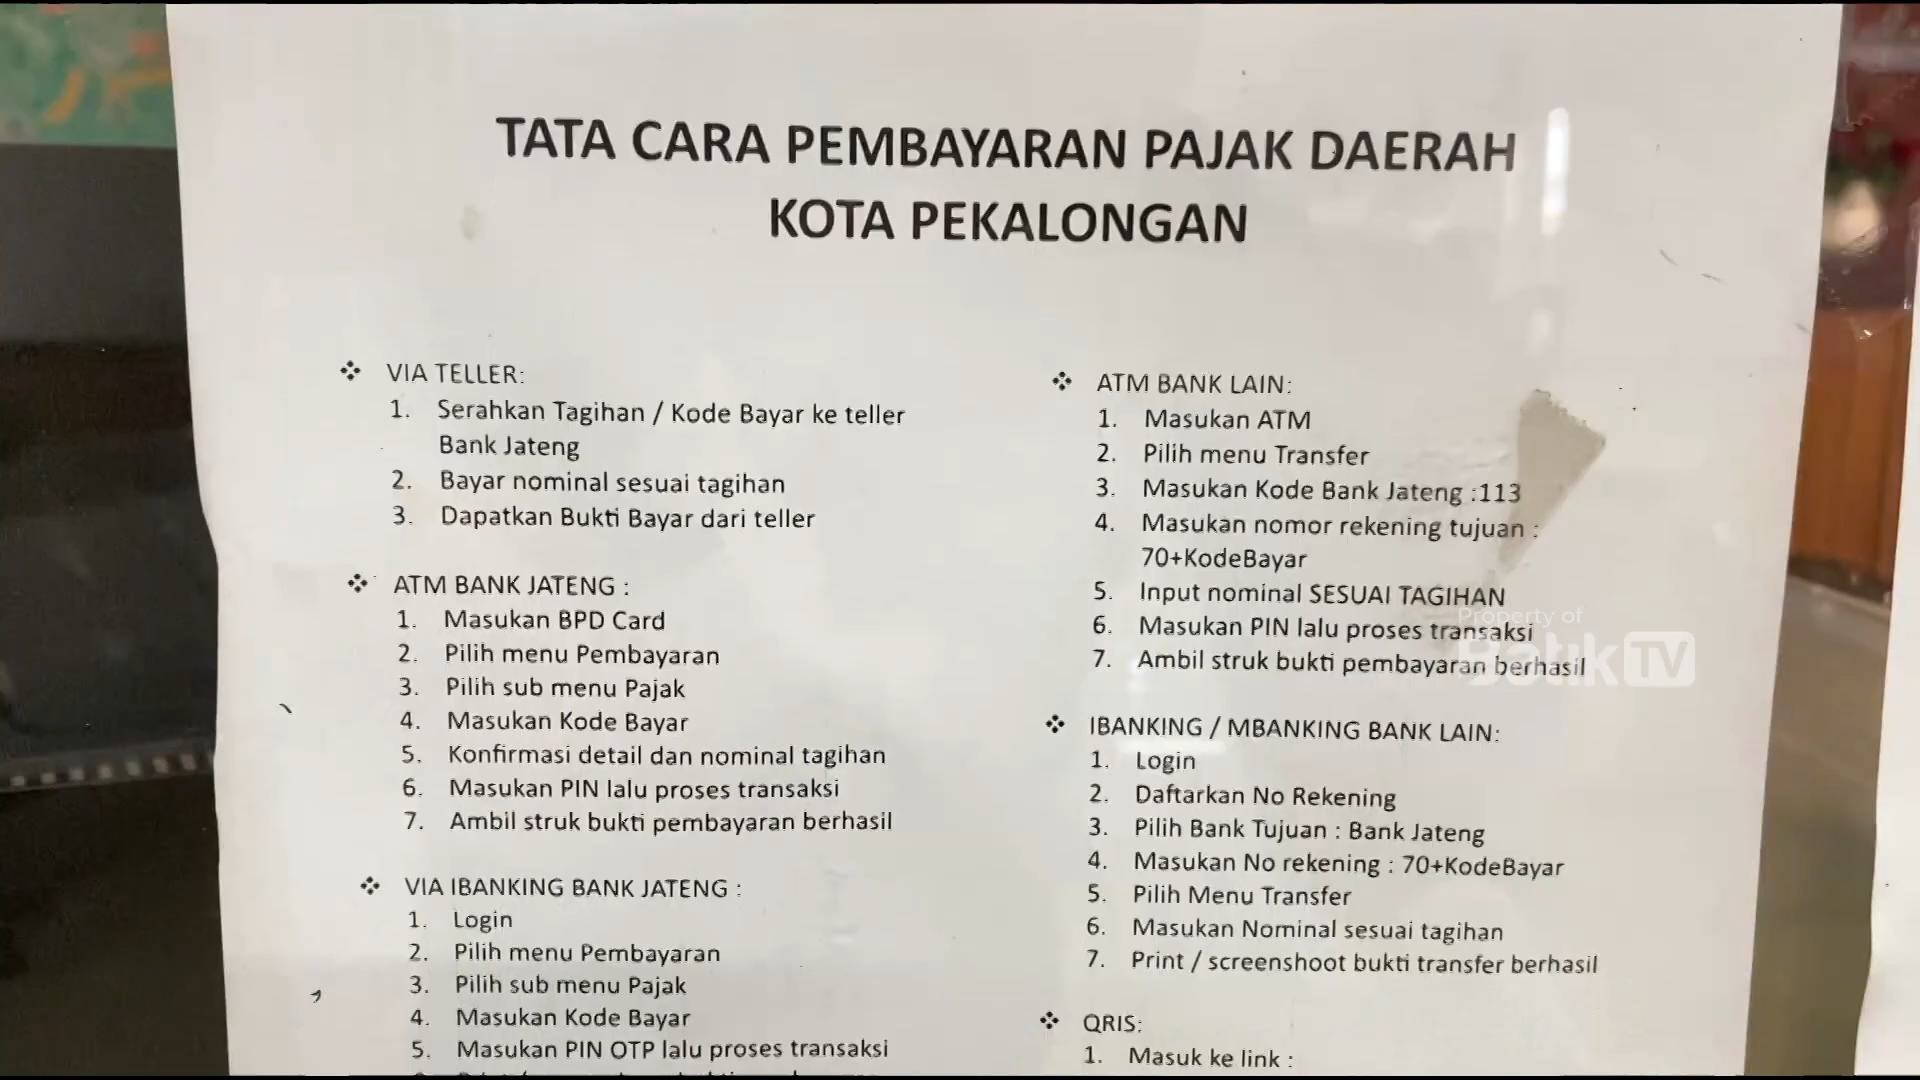 TATA CARA PEMBAYARAN PAJAK DAERAH
KOTA PEKALONGAN
❖ VIA TELLER:
1. Serahkan Tagihan / Kode Bayar ke teller
Bank Jateng
2. Bayar nominal sesuai tagihan
3. Dapatkan Bukti Bayar dari teller
❖ ATM BANK JATENG :
1. Masukan BPD Card
2. Pilih menu Pembayaran
3. Pilih sub menu Pajak
4. Masukan Kode Bayar
5. Konfirmasi detail dan nominal tagihan
6. Masukan PIN lalu proses transaksi
7. Ambil struk bukti pembayaran berhasil
❖ VIA IBANKING BANK JATENG :
1. Login
2. Pilih menu Pembayaran
3. Pilih sub menu Pajak
4. Masukan Kode Bayar
5. Masukan PIN OTP lalu proses transaksi
❖ ATM BANK LAIN:
1. Masukan ATM
2. Pilih menu Transfer
3. Masukan Kode Bank Jateng :113
4. Masukan nomor rekening tujuan :
70+KodeBayar
5. Input nominal SESUAI TAGIHAN
6. Masukan PIN lalu proses transaksi
7. Ambil struk bukti pembayaran berhasil
❖ IBANKING / MBANKING BANK LAIN:
1. Login
2. Daftarkan No Rekening
3. Pilih Bank Tujuan : Bank Jateng
4. Masukan No rekening : 70+KodeBayar
5. Pilih Menu Transfer
6. Masukan Nominal sesuai tagihan
7. Print / screenshoot bukti transfer berhasil
❖ QRIS:
1. Masuk ke link :
Property of
Batik TV